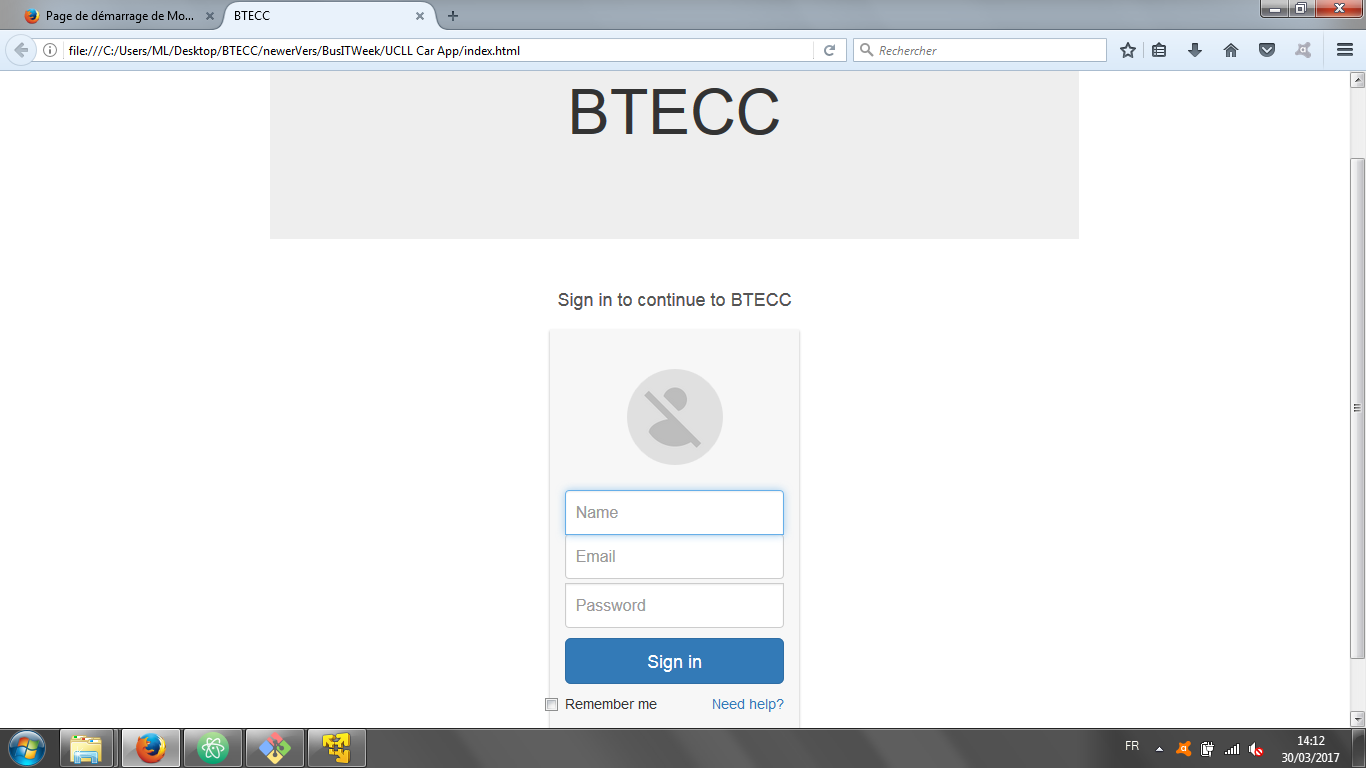 Page de démarrage de Mo...
BTECC
file:///C:/Users/ML/Desktop/BTECC/newerVers/BusITWeek/UCLL Car App/index.html
Rechercher
BTECC
Sign in to continue to BTECC
Name
Email
Password
Sign in
Remember me
Need help?
FR
14:12
30/03/2017